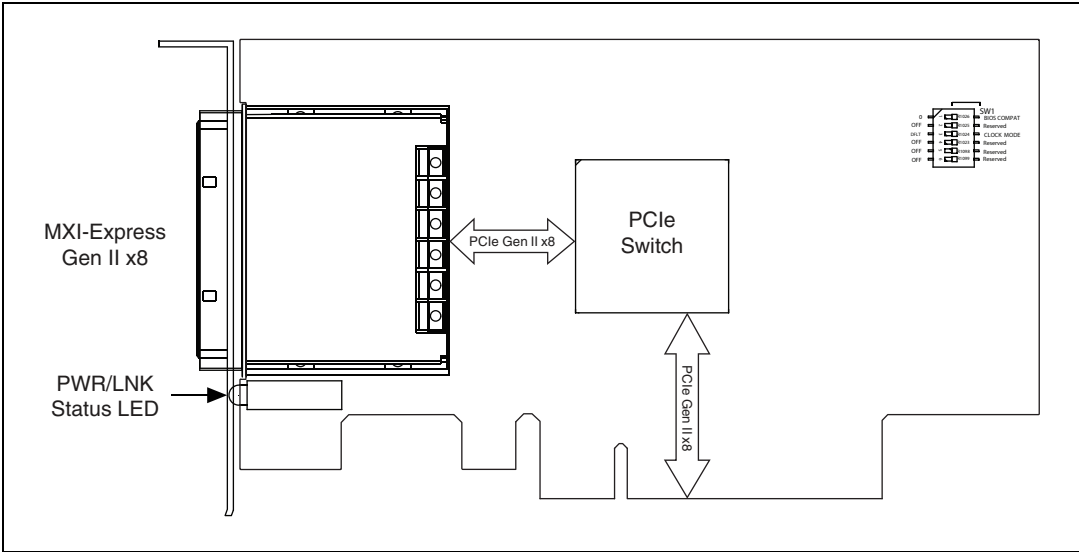 MXI-Express
Gen II x8
PWR/LNK
Status LED
PCIe Gen II x8
PCIe
Switch
PCIe Gen II x8
SW1
0 BIOS COMPAT
OFF Reserved
DFLT CLOCK MODE
OFF Reserved
OFF Reserved
OFF Reserved